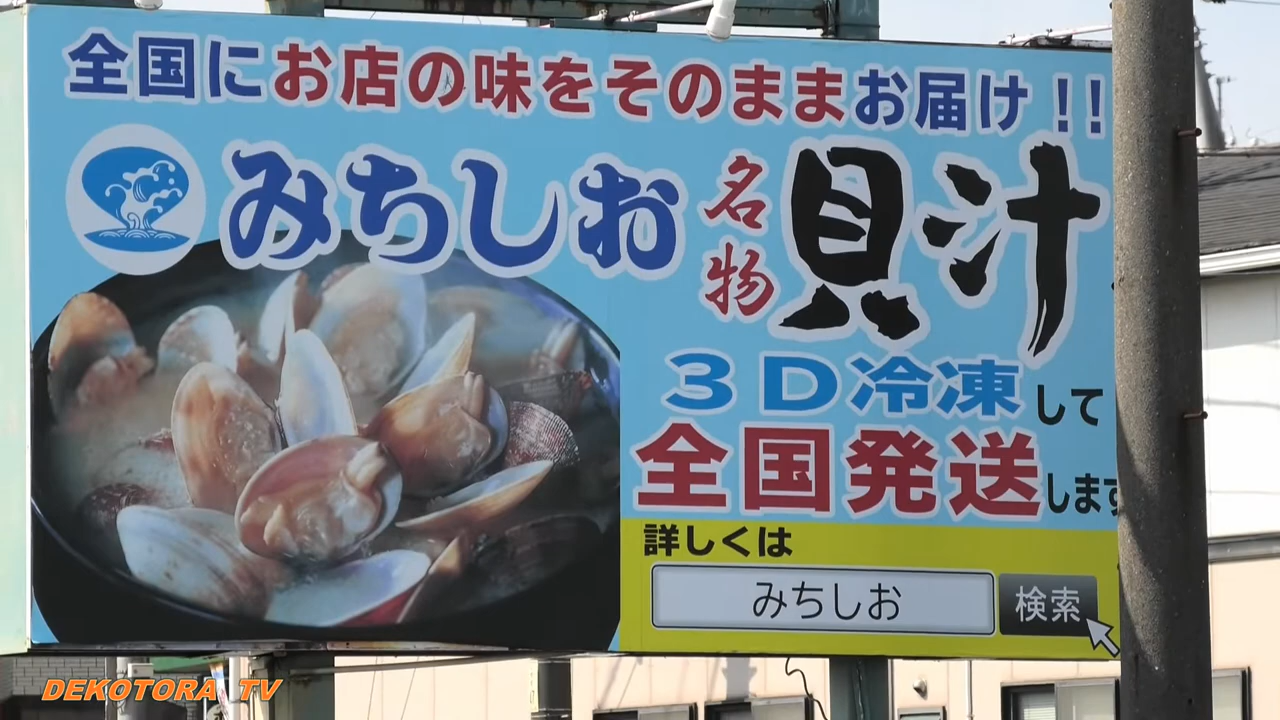 全国にお店の味をそのままお届け!!
みちしお
名物
貝汁
3D冷凍して
全国発送します
詳しくは
みちしお
検索
DEKOTORA TV